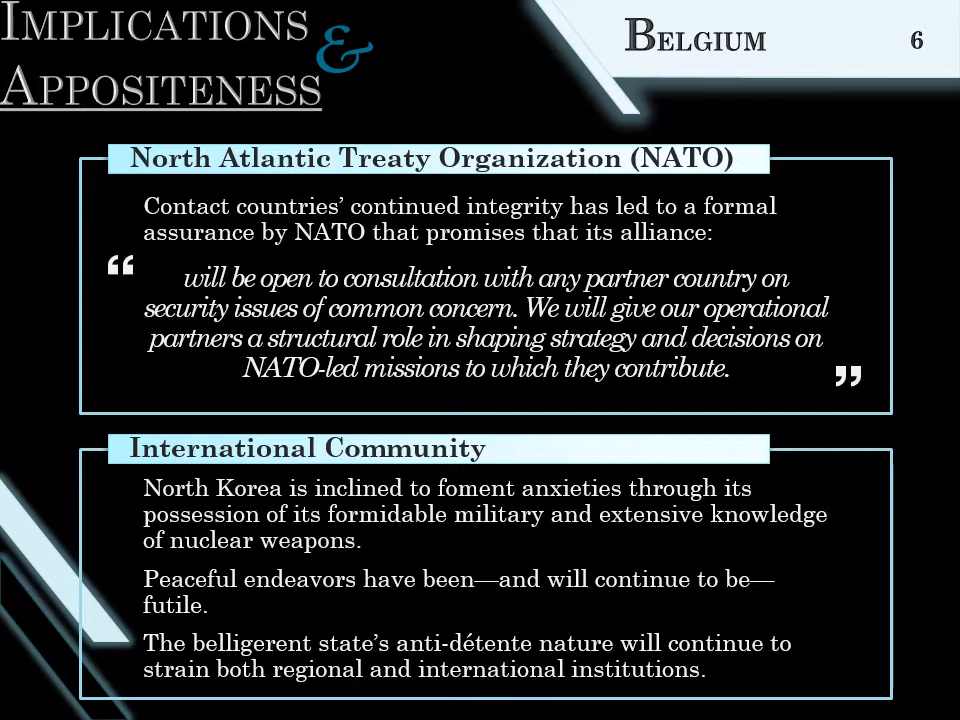 IMPLICATIONS &
APPOSITENESS
BELGIUM
6
North Atlantic Treaty Organization (NATO)
Contact countries’ continued integrity has led to a formal
assurance by NATO that promises that its alliance:
“ will be open to consultation with any partner country on
security issues of common concern. We will give our operational
partners a structural role in shaping strategy and decisions on
NATO-led missions to which they contribute. ”
International Community
North Korea is inclined to foment anxieties through its
possession of its formidable military and extensive knowledge
of nuclear weapons.
Peaceful endeavors have been—and will continue to be—
futile.
The belligerent state’s anti-détente nature will continue to
strain both regional and international institutions.